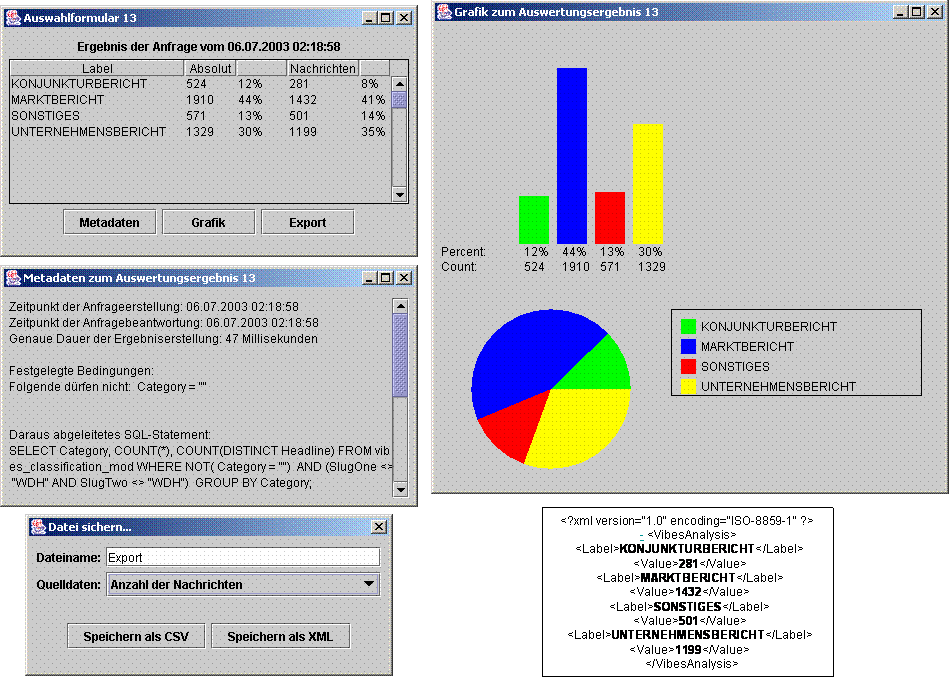 Auswahlformular 13
Ergebnis der Anfrage vom 06.07.2003 02:18:58
Label Absolut Nachrichten
KONJUNKTURBERICHT 524 12% 281 8%
MARKTBERICHT 1910 44% 1432 41%
SONSTIGES 571 13% 501 14%
UNTERNEHMENSBERICHT 1329 30% 1199 35%
Metadaten Grafik Export
Metadaten zum Auswertungsergebnis 13
Zeitpunkt der Anfrageerstellung: 06.07.2003 02:18:58
Zeitpunkt der Anfragebeantwortung: 06.07.2003 02:18:58
Genaue Dauer der Ergebniserstellung: 47 Millisekunden
Festgelegte Bedingungen:
Folgende dürfen nicht: Category = ""
Daraus abgeleitetes SQL-Statement:
SELECT Category, COUNT(*), COUNT(DISTINCT Headline) FROM vib
es_classification_mod WHERE NOT( Category = "") AND (SlugOne <>
"WDH" AND SlugTwo <> "WDH") GROUP BY Category;
Datei sichern...
Dateiname: Export
Quelldaten: Anzahl der Nachrichten
Speichern als CSV Speichern als XML
Grafik zum Auswertungsergebnis 13
Percent: 12% 44% 13% 30%
Count: 524 1910 571 1329
KONJUNKTURBERICHT
MARKTBERICHT
SONSTIGES
UNTERNEHMENSBERICHT
<?xml version="1.0" encoding="ISO-8859-1" ?>
- <VibesAnalysis>
<Label>KONJUNKTURBERICHT</Label>
<Value>281</Value>
<Label>MARKTBERICHT</Label>
<Value>1432</Value>
<Label>SONSTIGES</Label>
<Value>501</Value>
<Label>UNTERNEHMENSBERICHT</Label>
<Value>1199</Value>
</VibesAnalysis>